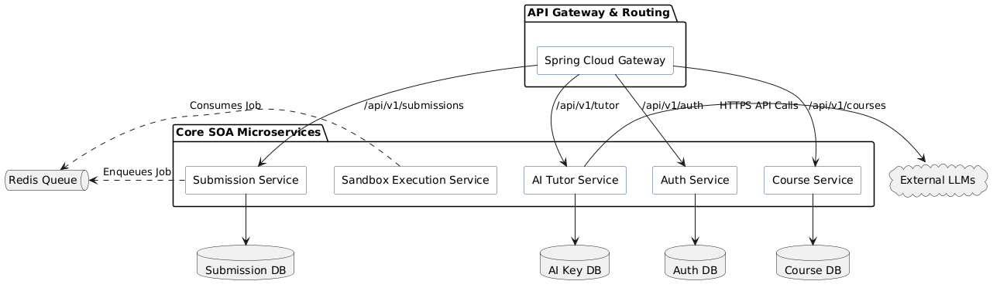 API Gateway & Routing
Spring Cloud Gateway
Consumes Job
/api/v1/submissions
/api/v1/tutor
/api/v1/auth
HTTPS API Calls
/api/v1/courses
Core SOA Microservices
Enqueues Job
Redis Queue
Submission Service
Sandbox Execution Service
AI Tutor Service
Auth Service
Course Service
External LLMs
Submission DB
AI Key DB
Auth DB
Course DB